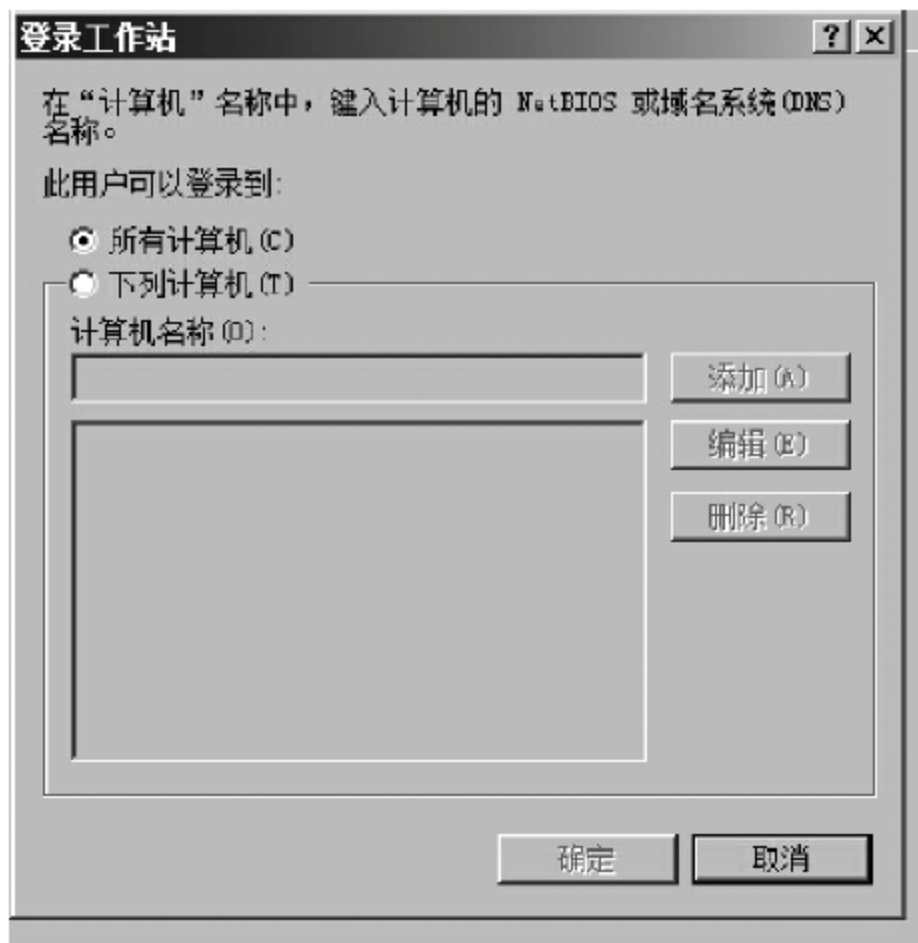 登录工作站
在“计算机”名称中，键入计算机的 NetBIOS 或域名系统(DNS)
名称。
此用户可以登录到:
所有计算机(C)
下列计算机(T)
计算机名称(O):
添加(A)
编辑(E)
删除(R)
确定
取消